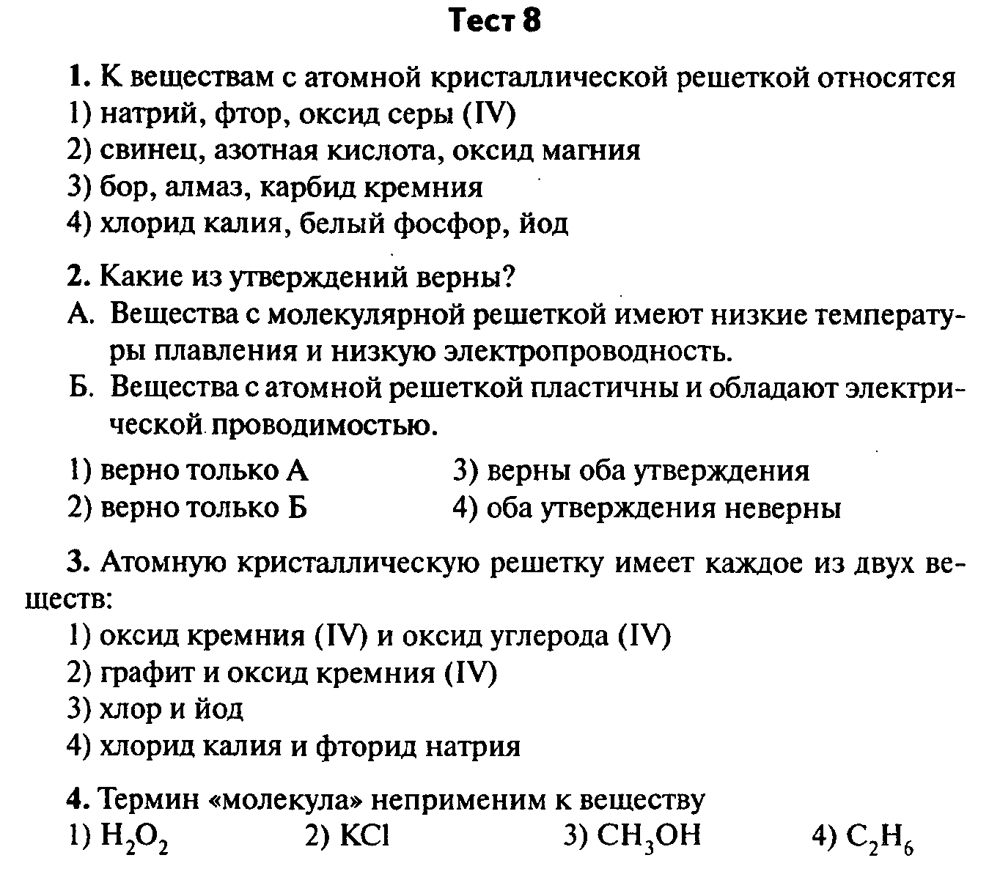 Тест 8
1. К веществам с атомной кристаллической решеткой относятся
1) натрий, фтор, оксид серы (IV)
2) свинец, азотная кислота, оксид магния
3) бор, алмаз, карбид кремния
4) хлорид калия, белый фосфор, йод
2. Какие из утверждений верны?
А. Вещества с молекулярной решеткой имеют низкие температу-
ры плавления и низкую электропроводность.
Б. Вещества с атомной решеткой пластичны и обладают электри-
ческой проводимостью.
1) верно только А 3) верны оба утверждения
2) верно только Б 4) оба утверждения неверны
3. Атомную кристаллическую решетку имеет каждое из двух ве-
ществ:
1) оксид кремния (IV) и оксид углерода (IV)
2) графит и оксид кремния (IV)
3) хлор и йод
4) хлорид калия и фторид натрия
4. Термин «молекула» неприменим к веществу
1) H₂O₂ 2) KCl 3) CH₃OH 4) C₂H₆